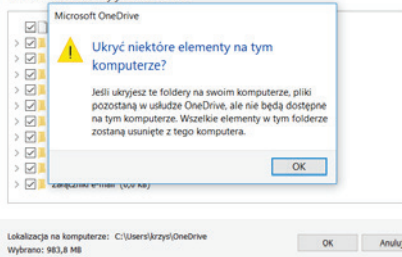 Microsoft OneDrive
Ukryć niektóre elementy na tym
komputerze?
Jeśli ukryjesz te foldery na swoim komputerze, pliki
pozostaną w usłudze OneDrive, ale nie będą dostępne
na tym komputerze. Wszelkie elementy w tym folderze
zostaną usunięte z tego komputera.
OK
Załączniki e-mail (0,0 KB)
Lokalizacja na komputerze: C:\Users\krzys\OneDrive
Wybrano: 983,8 MB
OK
Anuluj